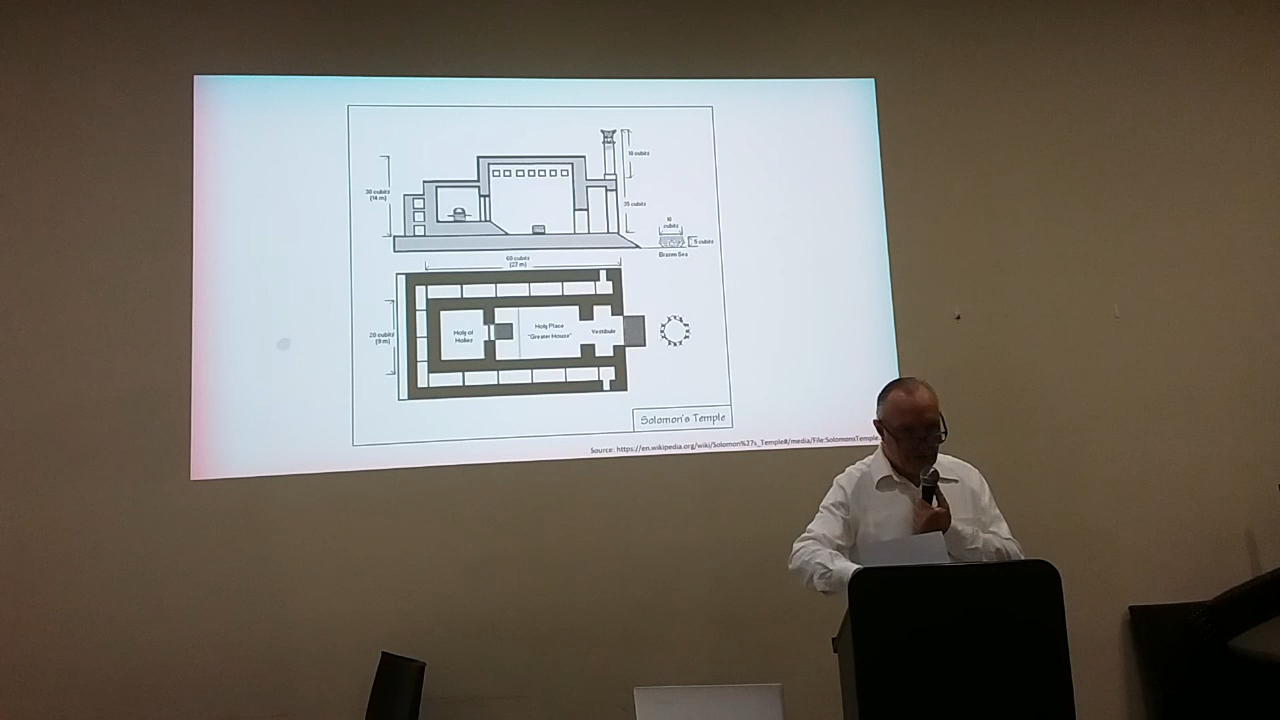 10 cubits
30 cubits
(14 m)
35 cubits
10
cubits
5 cubits
Brazen Sea
60 cubits
(27 m)
20 cubits
(9 m)
Holy of
Holies
Holy Place
"Greater House"
Vestibule
Solomon's Temple
Source: https://en.wikipedia.org/wiki/Solomon%27s_Temple#/media/File:SolomonsTemple.